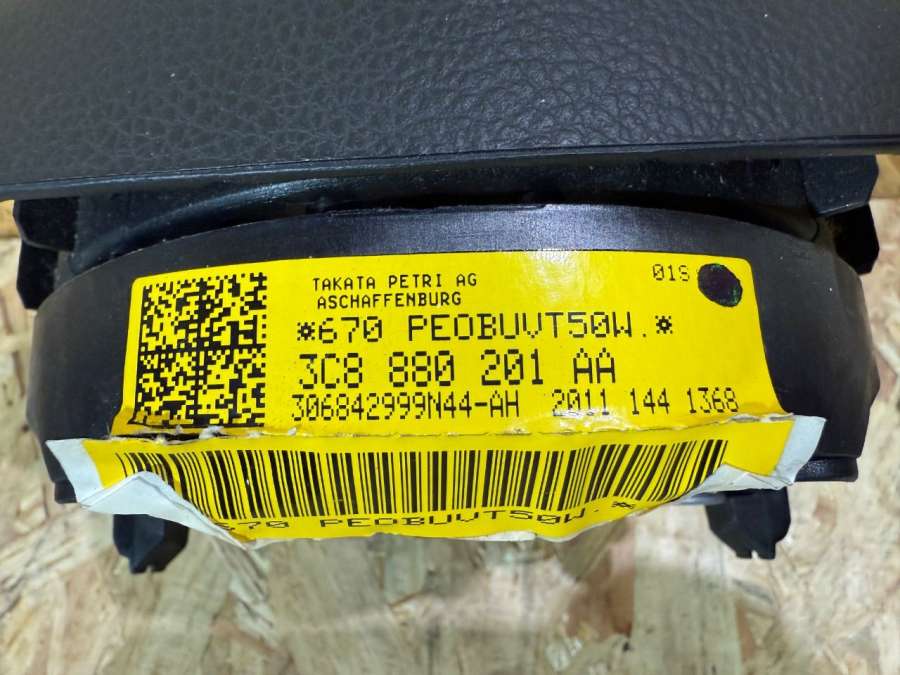 TAKATA PETRI AG
ASCHAFFENBURG
01S
*670 PEOBUVT50W.*
3C8 880 201 AA
306842999N44-AH 2011 144 1368
670 PEOBUVT50W.*